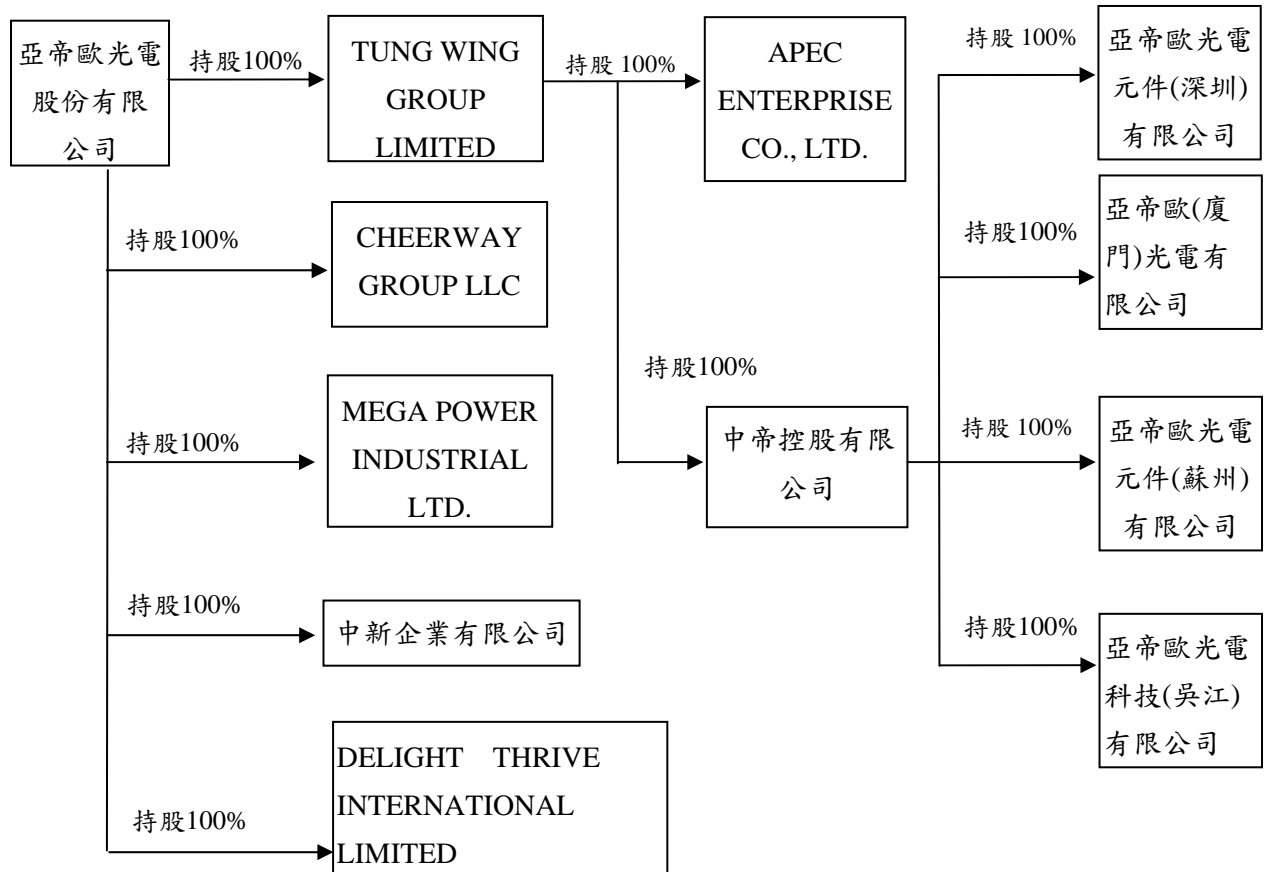 亞帝歐光電
股份有限
公司
持股100%
TUNG WING
GROUP
LIMITED
持股 100%
APEC
ENTERPRISE
CO., LTD.
持股 100%
亞帝歐光電
元件(深圳)
有限公司
持股100%
CHEERWAY
GROUP LLC
持股100%
亞帝歐(廈
門)光電有
限公司
持股100%
MEGA POWER
INDUSTRIAL
LTD.
持股100%
中帝控股有限
公司
持股 100%
亞帝歐光電
元件(蘇州)
有限公司
持股100%
中新企業有限公司
持股100%
亞帝歐光電
科技(吳江)
有限公司
持股100%
DELIGHT THRIVE
INTERNATIONAL
LIMITED